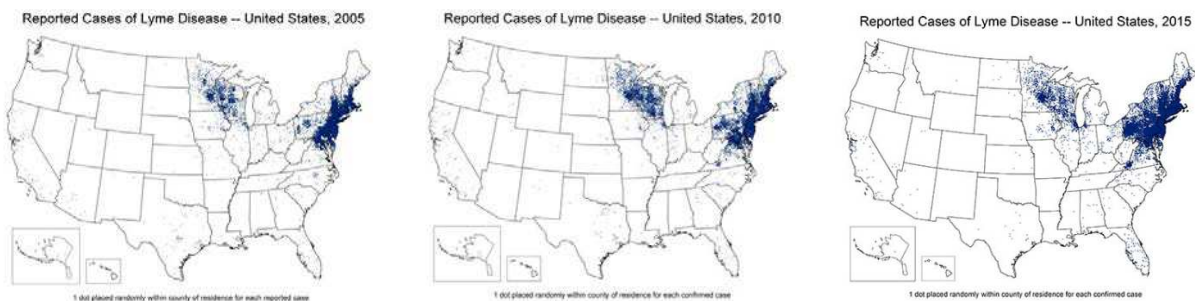 Reported Cases of Lyme Disease -- United States, 2005
Reported Cases of Lyme Disease -- United States, 2010
Reported Cases of Lyme Disease -- United States, 2015
1 dot placed randomly within county of residence for each reported case
1 dot placed randomly within county of residence for each confirmed case
1 dot placed randomly within county of residence for each confirmed case